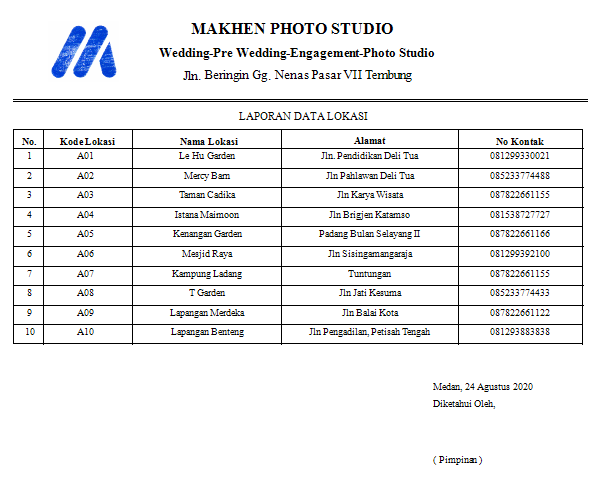 MAKHEN PHOTO STUDIO
Wedding-Pre Wedding-Engagement-Photo Studio
Jln. Beringin Gg. Nenas Pasar VII Tembung
LAPORAN DATA LOKASI
No. Kode Lokasi Nama Lokasi Alamat No Kontak
1 A01 Le Hu Garden Jln. Pendidikan Deli Tua 081299330021
2 A02 Mercy Barn Jln Pahlawan Deli Tua 085233774488
3 A03 Taman Cadika Jln Karya Wisata 087822661155
4 A04 Istana Maimoon Jln Brigjen Katamso 081538727727
5 A05 Kenangan Garden Padang Bulan Selayang II 087822661166
6 A06 Mesjid Raya Jln Sisingamangaraja 081299392100
7 A07 Kampung Ladang Tuntungan 087822661155
8 A08 T Garden Jln Jati Kesuma 085233774433
9 A09 Lapangan Merdeka Jln Balai Kota 087822661122
10 A10 Lapangan Benteng Jln Pengadilan, Petisah Tengah 081293883838
Medan, 24 Agustus 2020
Diketahui Oleh,
( Pimpinan )